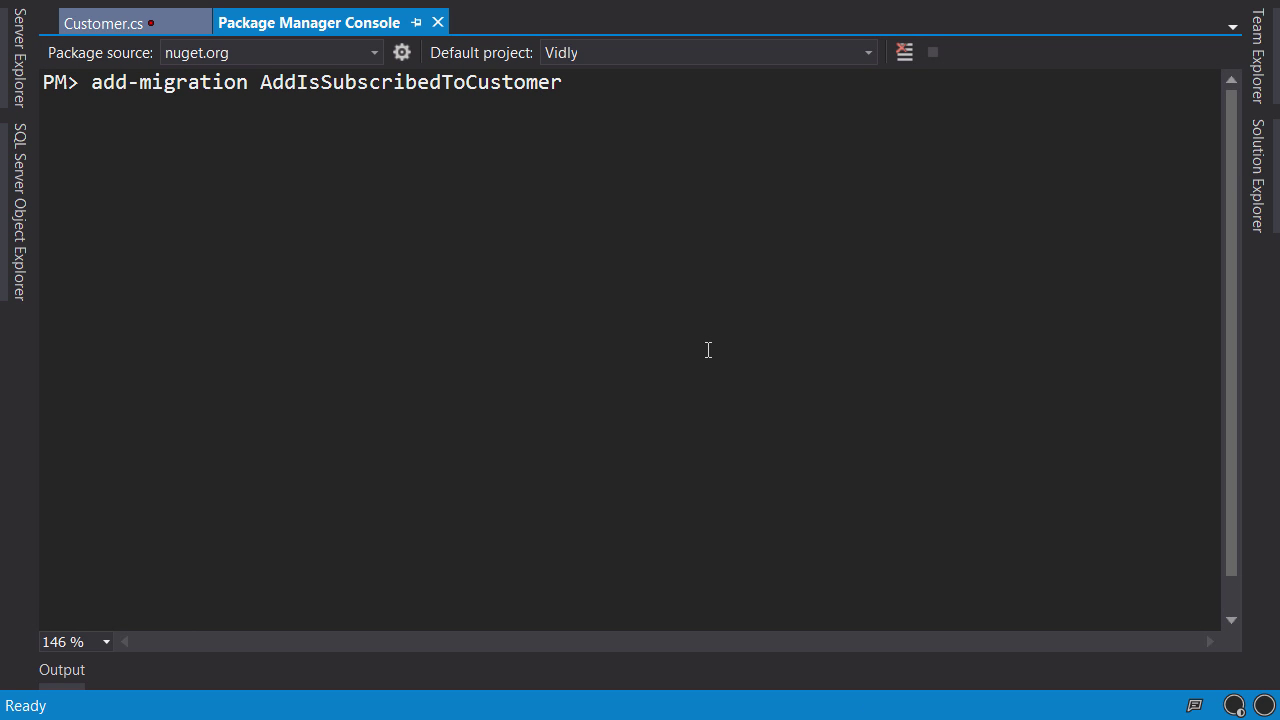 Customer.cs
Package Manager Console
Package source: nuget.org
Default project: Vidly
PM> add-migration AddIsSubscribedToCustomer
Server Explorer
SQL Server Object Explorer
Team Explorer
Solution Explorer
146 %
Output
Ready